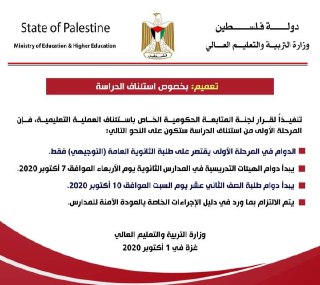 State of Palestine
Ministry of Education & Higher Education
دولة فلسطين
وزارة التربية والتعليم العالي
تعميم: بخصوص استئناف الدراسة
تنفيذاً لقرار لجنة المتابعة الحكومية الخاص باستئناف العملية التعليمية، فإن
المرحلة الأولى من استئناف الدراسة ستكون على النحو التالي:
الدوام في المرحلة الأولى يقتصر على طلبة الثانوية العامة (التوجيهي) فقط.
يبدأ دوام الهيئات التدريسية في المدارس الثانوية يوم الأربعاء الموافق 7 أكتوبر 2020.
يبدأ دوام طلبة الصف الثاني عشر يوم السبت الموافق 10 أكتوبر 2020.
يتم الالتزام بما ورد في دليل الإجراءات الخاصة بالعودة الآمنة للمدارس.
وزارة التربية والتعليم العالي
غزة في 1 أكتوبر 2020